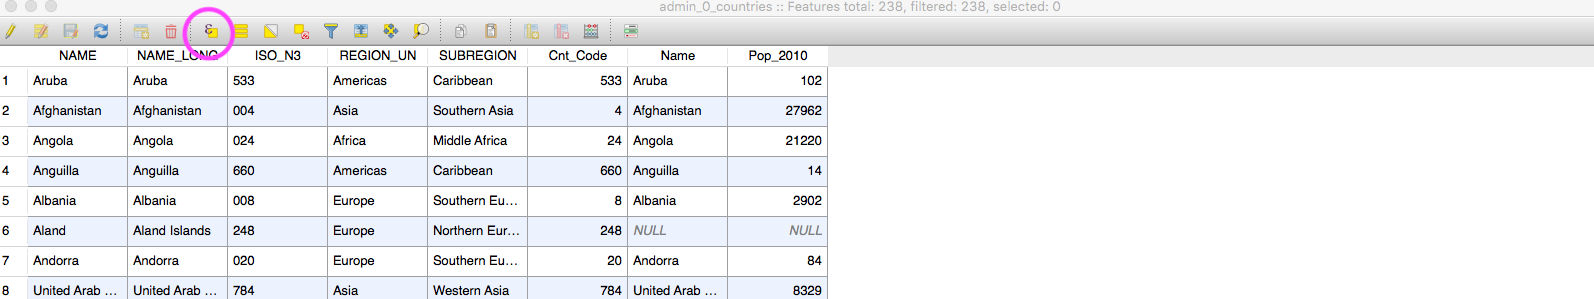 admin_0_countries :: Features total: 238, filtered: 238, selected: 0
NAME NAME_LONG ISO_N3 REGION_UN SUBREGION Cnt_Code Name Pop_2010
1 Aruba Aruba 533 Americas Caribbean 533 Aruba 102
2 Afghanistan Afghanistan 004 Asia Southern Asia 4 Afghanistan 27962
3 Angola Angola 024 Africa Middle Africa 24 Angola 21220
4 Anguilla Anguilla 660 Americas Caribbean 660 Anguilla 14
5 Albania Albania 008 Europe Southern Eu... 8 Albania 2902
6 Aland Aland Islands 248 Europe Northern Eur... 248 NULL NULL
7 Andorra Andorra 020 Europe Southern Eu... 20 Andorra 84
8 United Arab ... United Arab ... 784 Asia Western Asia 784 United Arab ... 8329